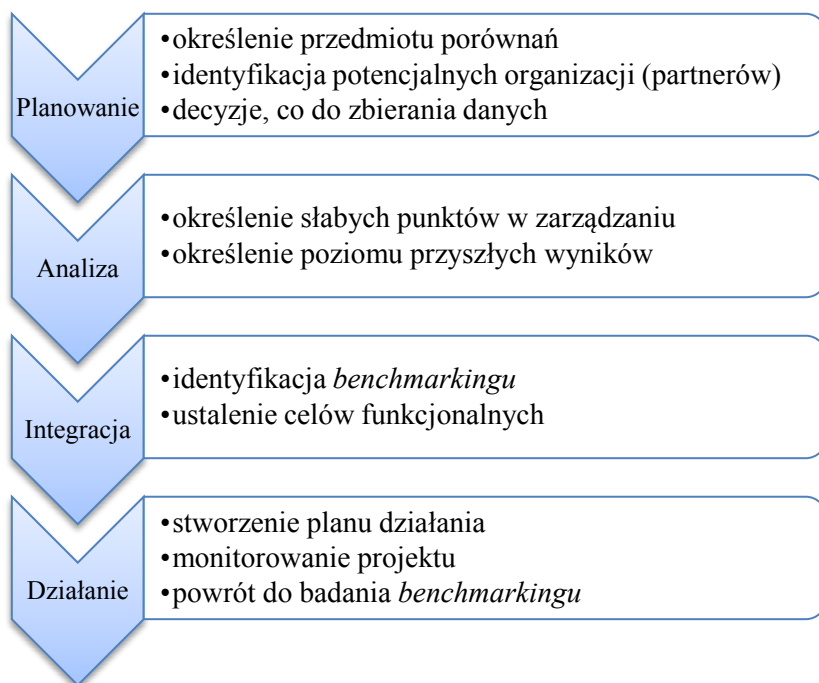 Planowanie
•określenie przedmiotu porównań
•identyfikacja potencjalnych organizacji (partnerów)
•decyzje, co do zbierania danych
Analiza
•określenie słabych punktów w zarządzaniu
•określenie poziomu przyszłych wyników
Integracja
•identyfikacja benchmarkingu
•ustalenie celów funkcjonalnych
Działanie
•stworzenie planu działania
•monitorowanie projektu
•powrót do badania benchmarkingu